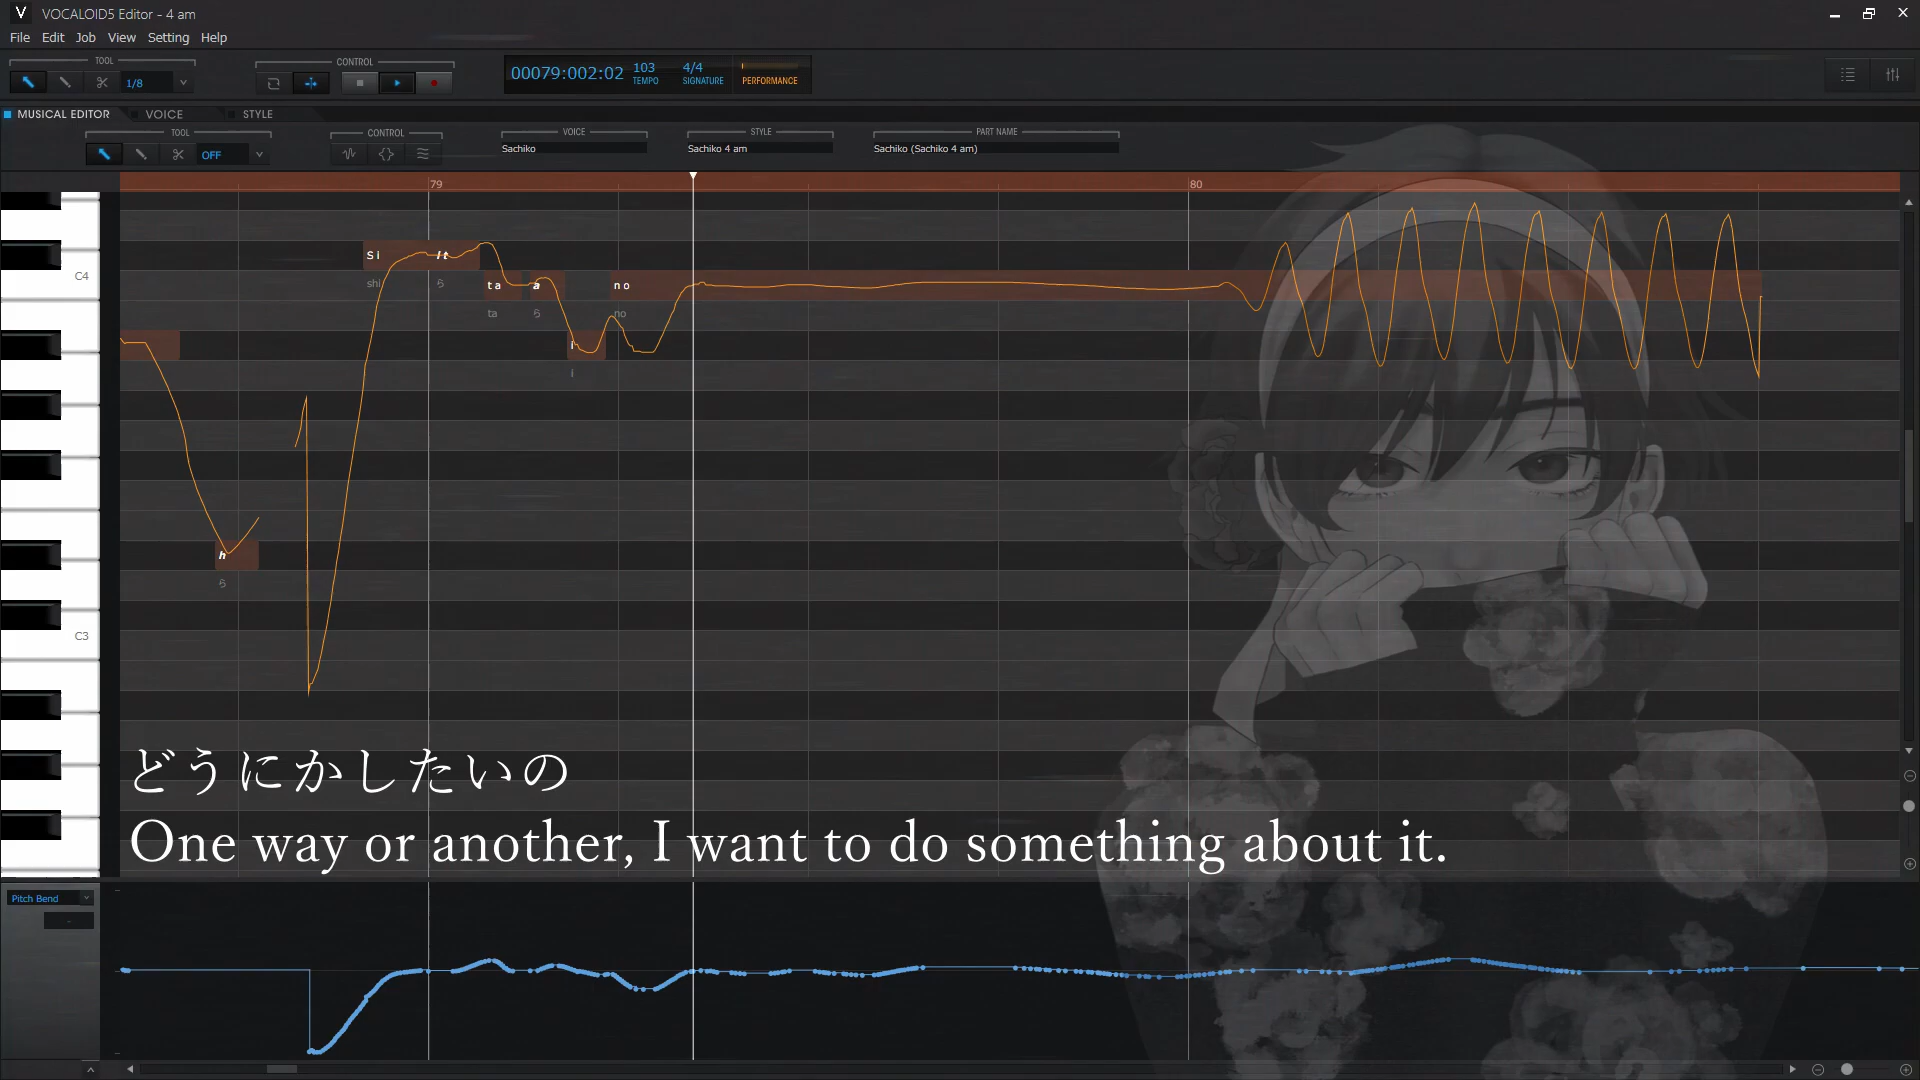 VOCALOID5 Editor - 4 am
File Edit Job View Setting Help
TOOL CONTROL
1/8
00079:002:02 103 4/4
TEMPO SIGNATURE PERFORMANCE
MUSICAL EDITOR VOICE STYLE
TOOL CONTROL VOICE STYLE PART NAME
OFF
Sachiko Sachiko 4 am Sachiko (Sachiko 4 am)
79 80
S i I t
C4
shi ら
t a a n o
ta ら no
i
i
h
ら
C3
どうにかしたいの
One way or another, I want to do something about it.
Pitch Bend